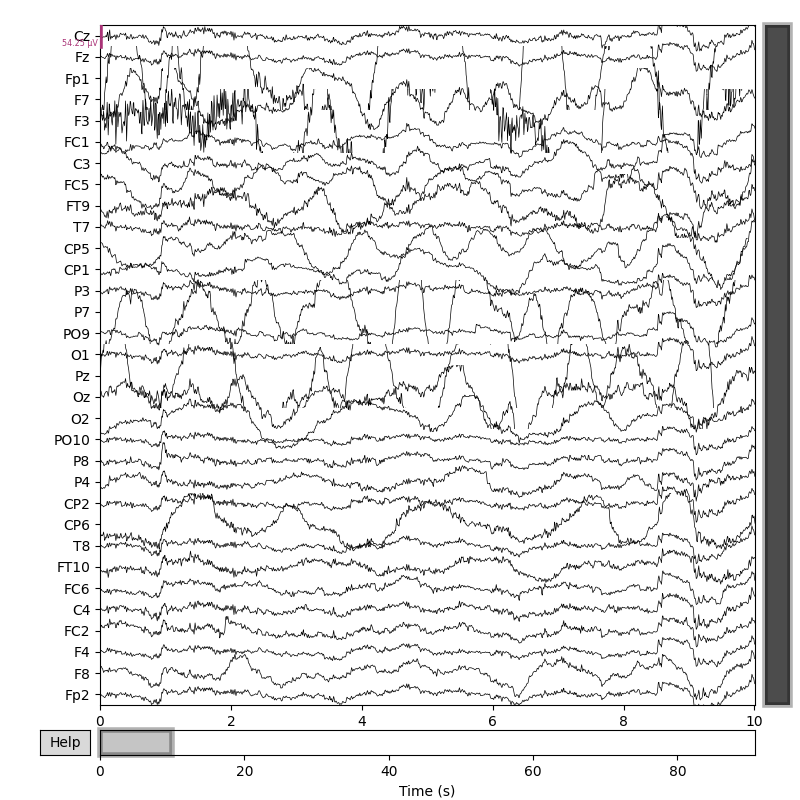 Cz
54.25 µV
Fz
Fp1
F7
F3
FC1
C3
FC5
FT9
T7
CP5
CP1
P3
P7
PO9
O1
Pz
Oz
O2
PO10
P8
P4
CP2
CP6
T8
FT10
FC6
C4
FC2
F4
F8
Fp2
0 2 4 6 8 10
Help
0 20 40 60 80
Time (s)